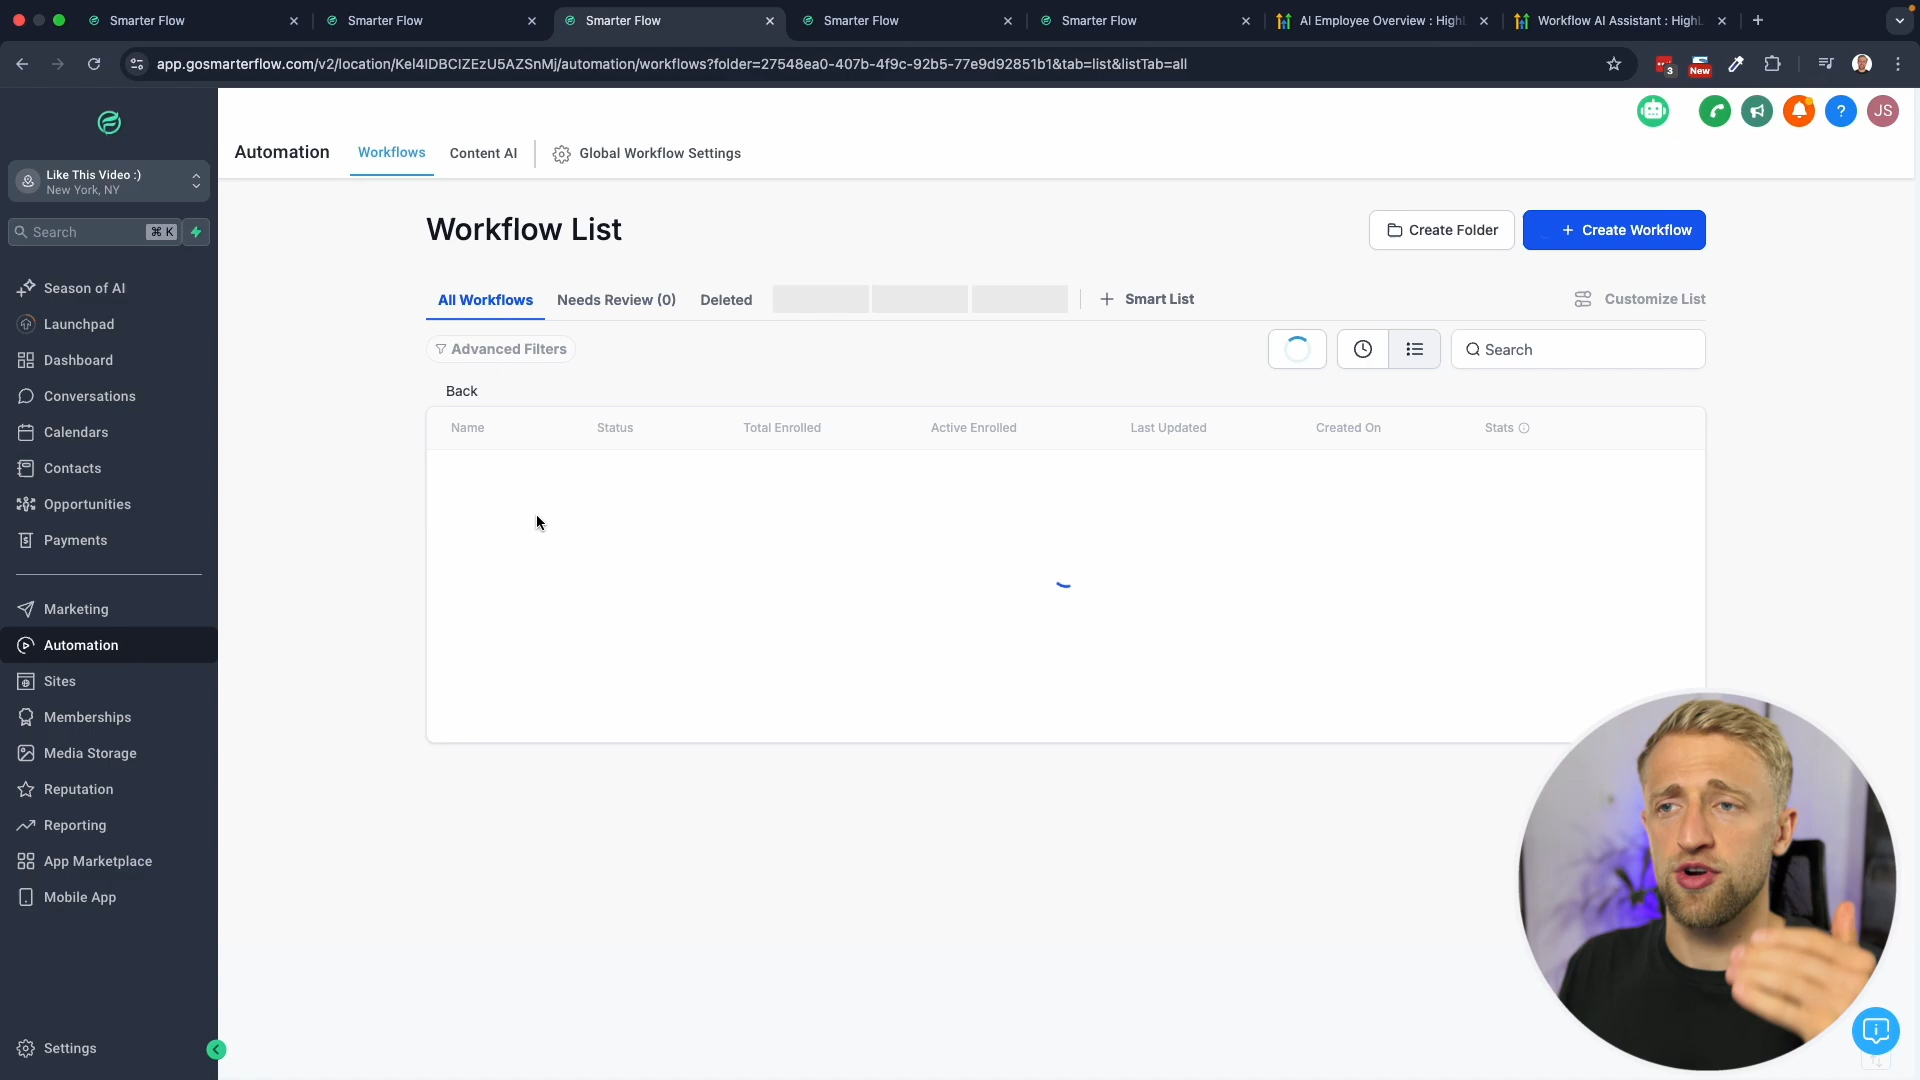 Smarter Flow
Smarter Flow
Smarter Flow
Smarter Flow
Smarter Flow
AI Employee Overview : High
Workflow AI Assistant : High
app.gosmarterflow.com/v2/location/Kel4lDBCIZEzU5AZSnMj/automation/workflows?folder=27548ea0-407b-4f9c-92b5-77e9d92851b1&tab=list&listTab=all
3
New
JS
Automation
Workflows
Content AI
Global Workflow Settings
Like This Video :)
New York, NY
Search
⌘ K
Season of AI
Launchpad
Dashboard
Conversations
Calendars
Contacts
Opportunities
Payments
Marketing
Automation
Sites
Memberships
Media Storage
Reputation
Reporting
App Marketplace
Mobile App
Settings
Workflow List
Create Folder
+ Create Workflow
All Workflows
Needs Review (0)
Deleted
+ Smart List
Customize List
Advanced Filters
Search
Back
Name
Status
Total Enrolled
Active Enrolled
Last Updated
Created On
Stats